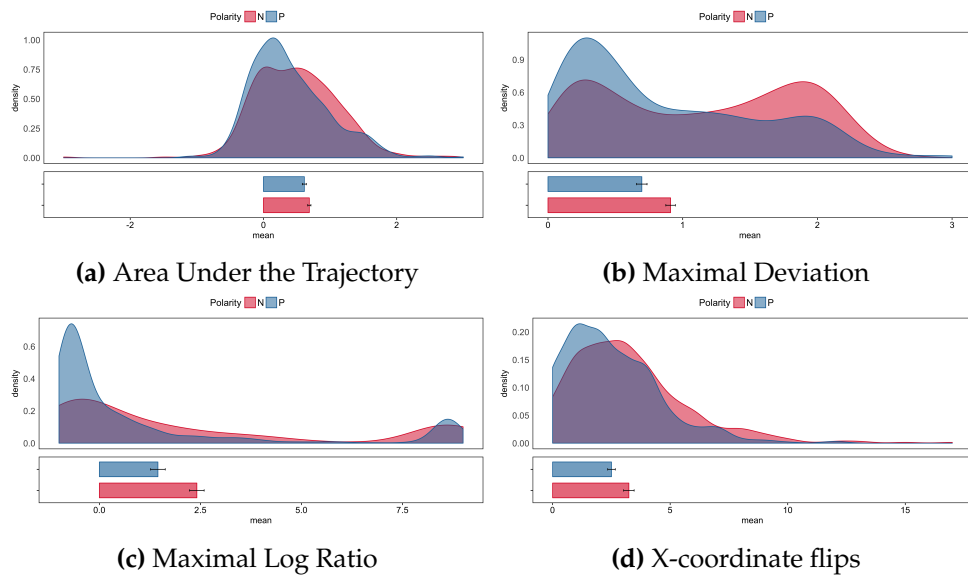 Polarity N P
1.00
0.75
0.50
0.25
0.00
density
-2 0 2
mean
(a) Area Under the Trajectory
Polarity N P
0.9
0.6
0.3
0.0
density
0 1 2 3
mean
(b) Maximal Deviation
Polarity N P
0.6
0.4
0.2
0.0
density
0.0 2.5 5.0 7.5
mean
(c) Maximal Log Ratio
Polarity N P
0.20
0.15
0.10
0.05
0.00
density
0 5 10 15
mean
(d) X-coordinate flips